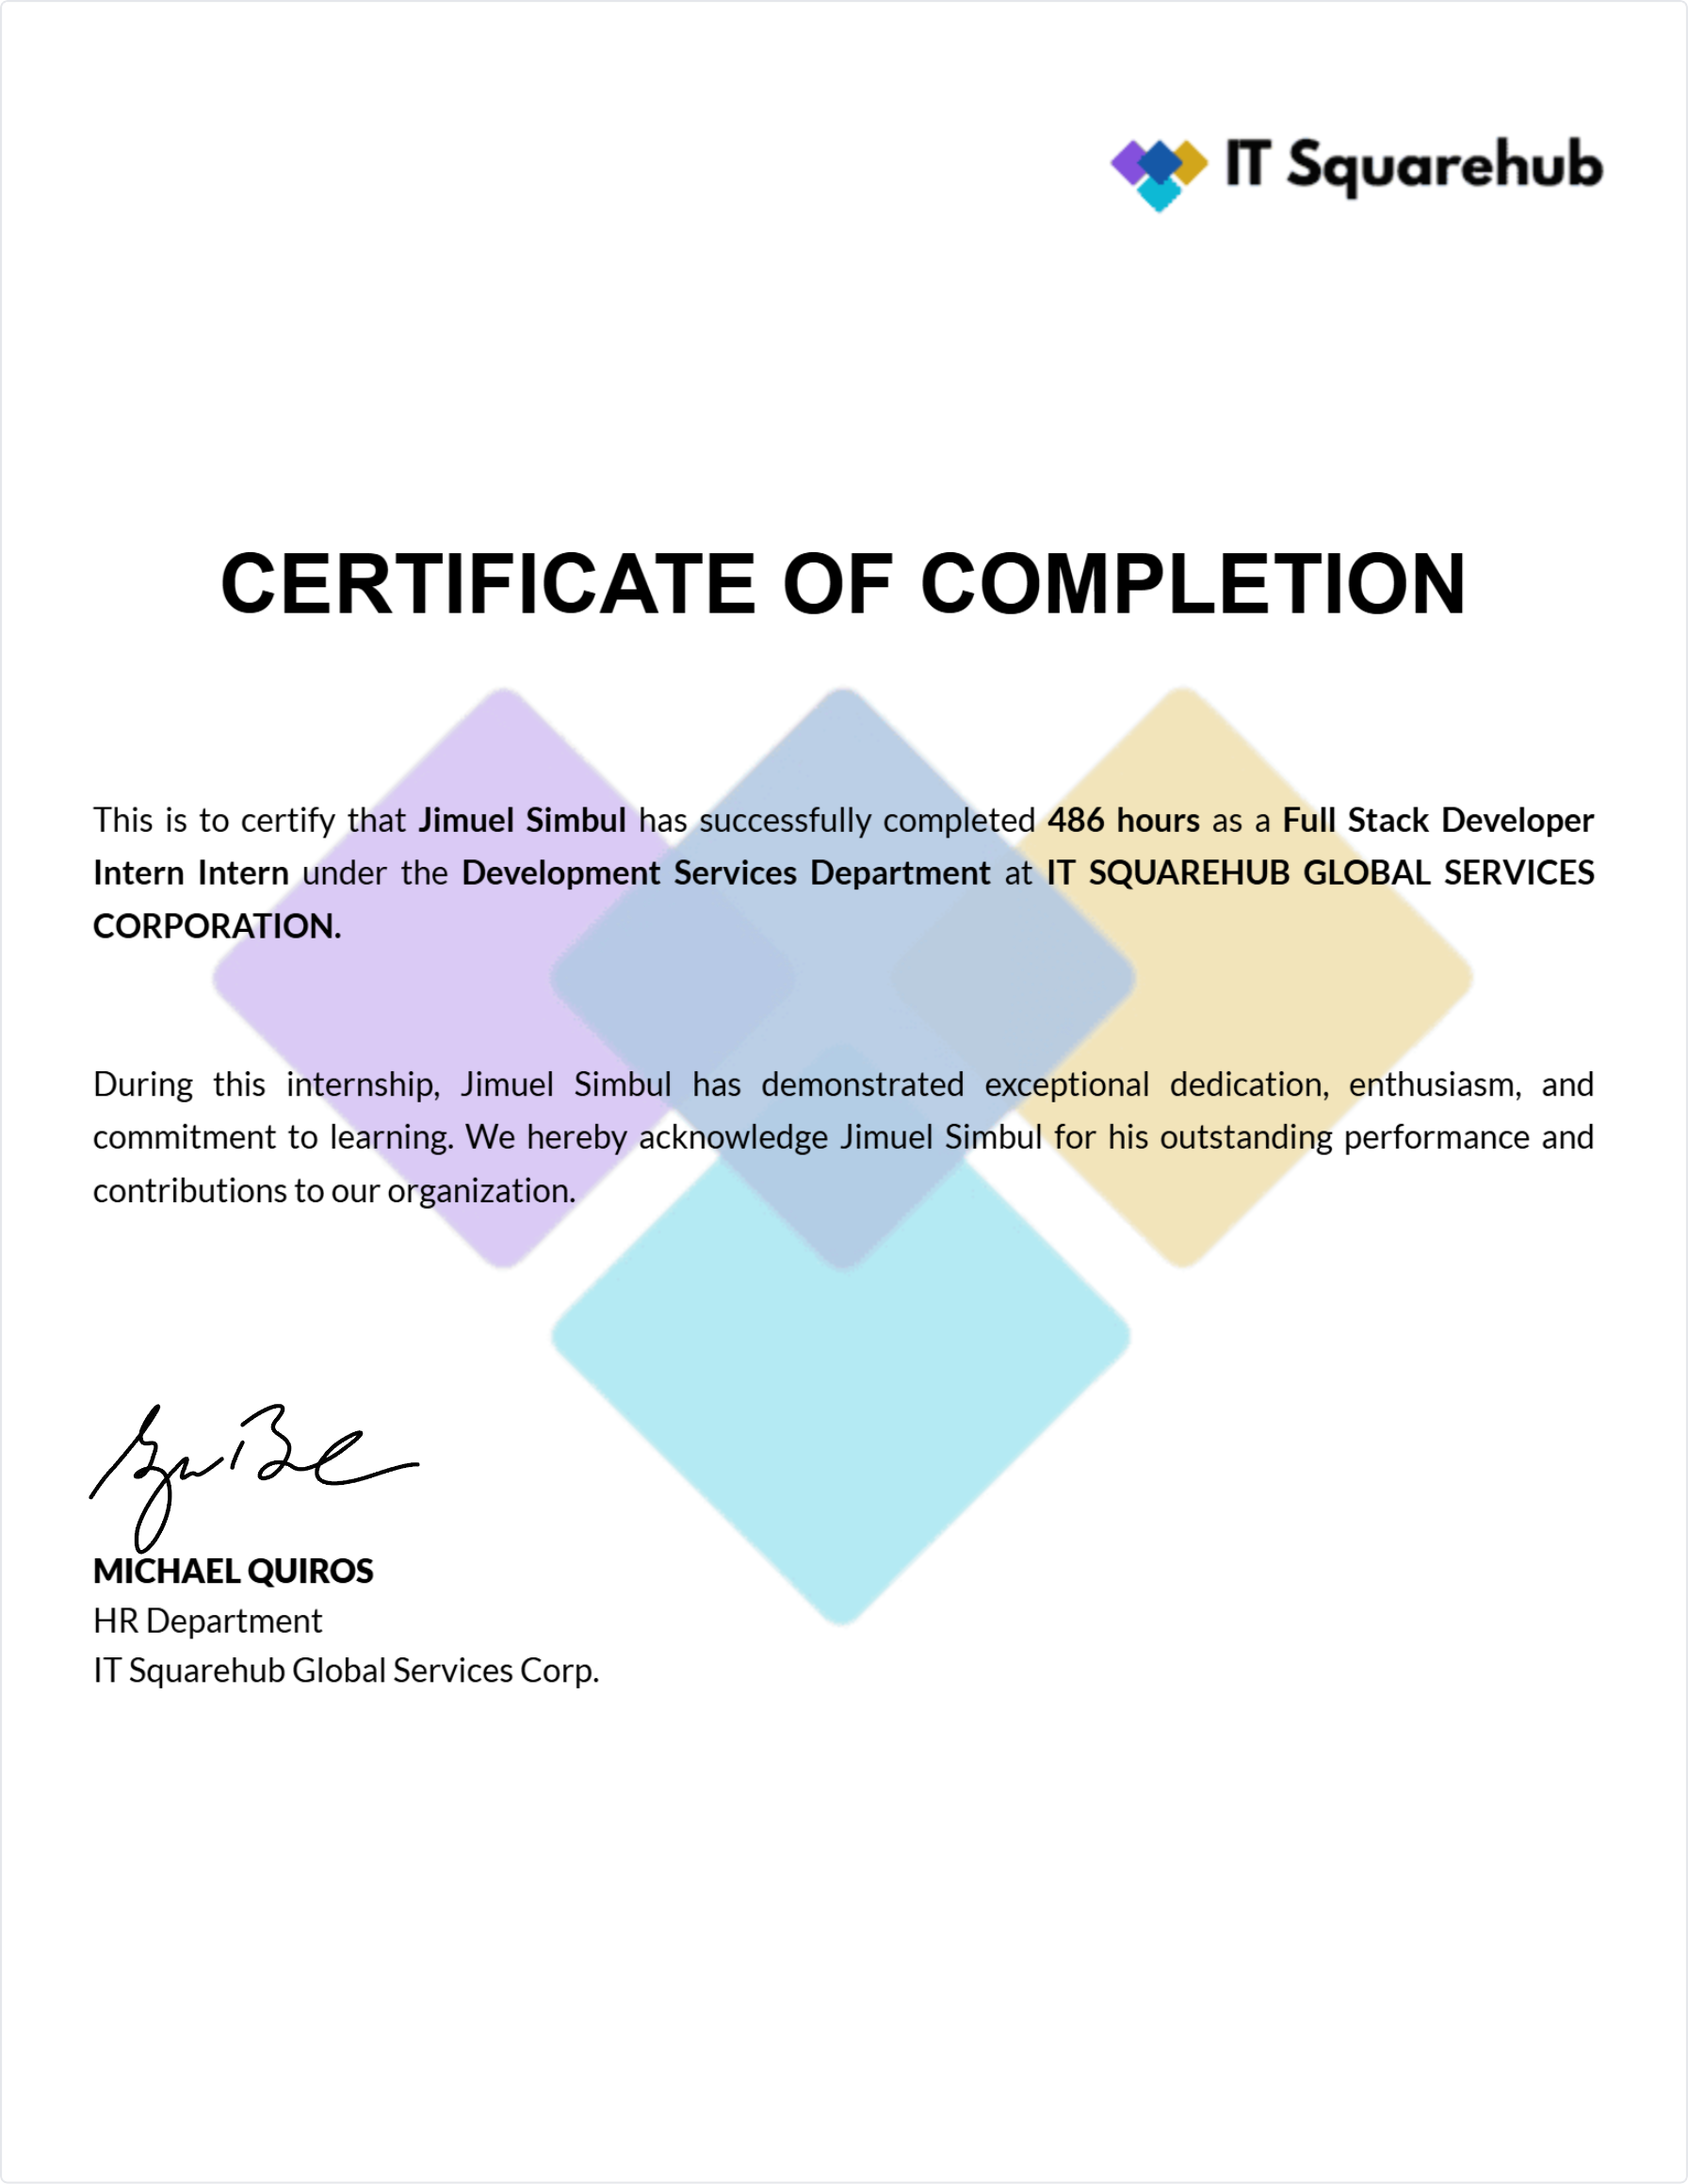 IT Squarehub
CERTIFICATE OF COMPLETION
This is to certify that Jimuel Simbul has successfully completed 486 hours as a Full Stack Developer
Intern Intern under the Development Services Department at IT SQUAREHUB GLOBAL SERVICES
CORPORATION.
During this internship, Jimuel Simbul has demonstrated exceptional dedication, enthusiasm, and
commitment to learning. We hereby acknowledge Jimuel Simbul for his outstanding performance and
contributions to our organization.
MICHAEL QUIROS
HR Department
IT Squarehub Global Services Corp.